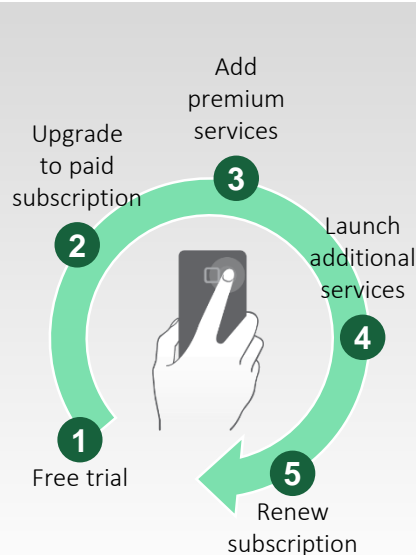 Add
premium
services
3
Upgrade
to paid
subscription
2
Launch
additional
services
4
1
Free trial
5
Renew
subscription